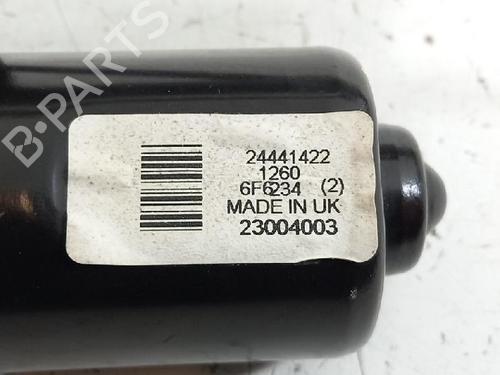 B-PARTS
24441422
1260
6F6234 (2)
MADE IN UK
23004003